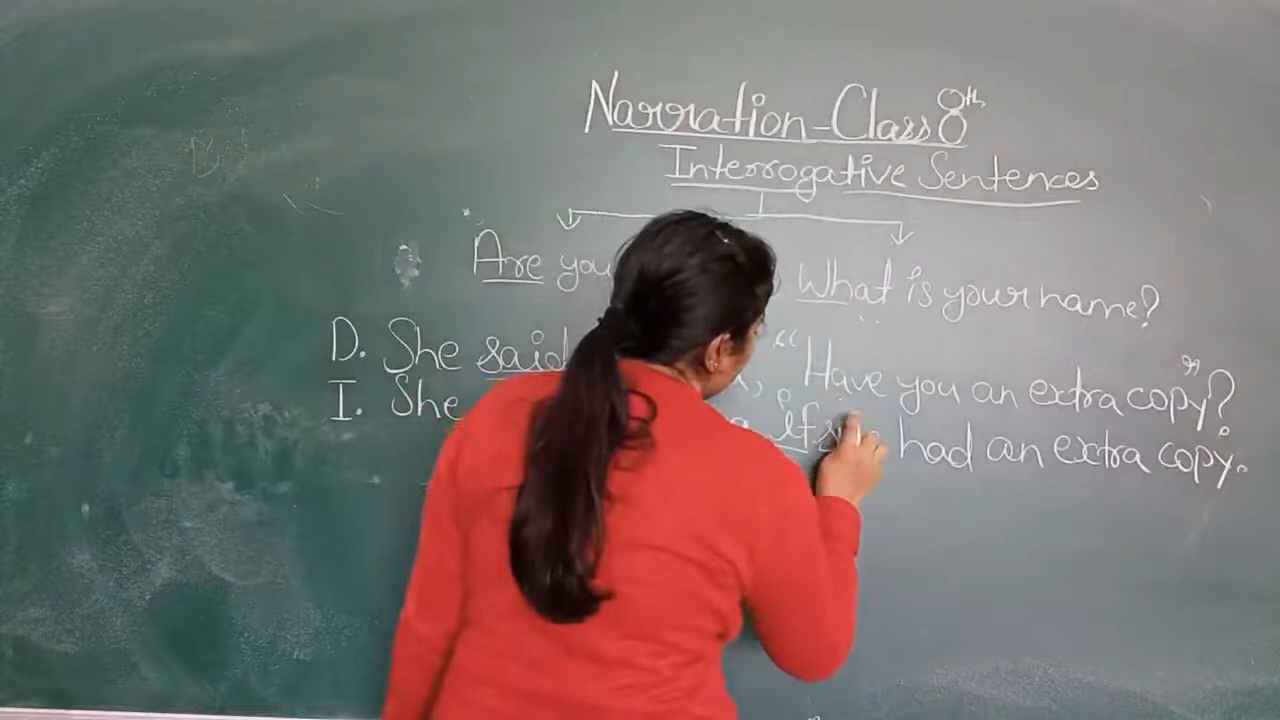 Narration - Class 8th
Interrogative Sentences
Are you What is your name?
D. She said , "Have you an extra copy"?
I. She if had an extra copy.